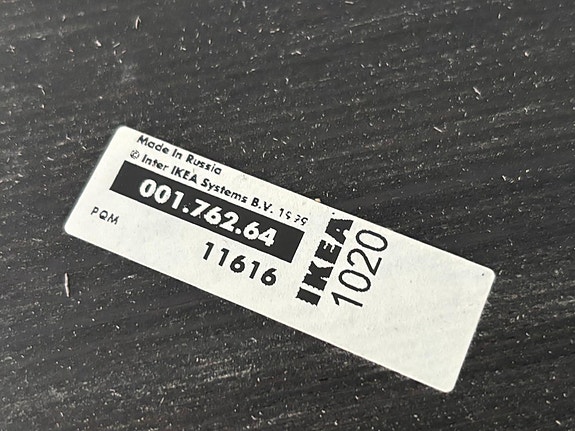 Made In Russia
© Inter IKEA Systems B.V. 1999
001.762.64
PQM
11616
IKEA
1020